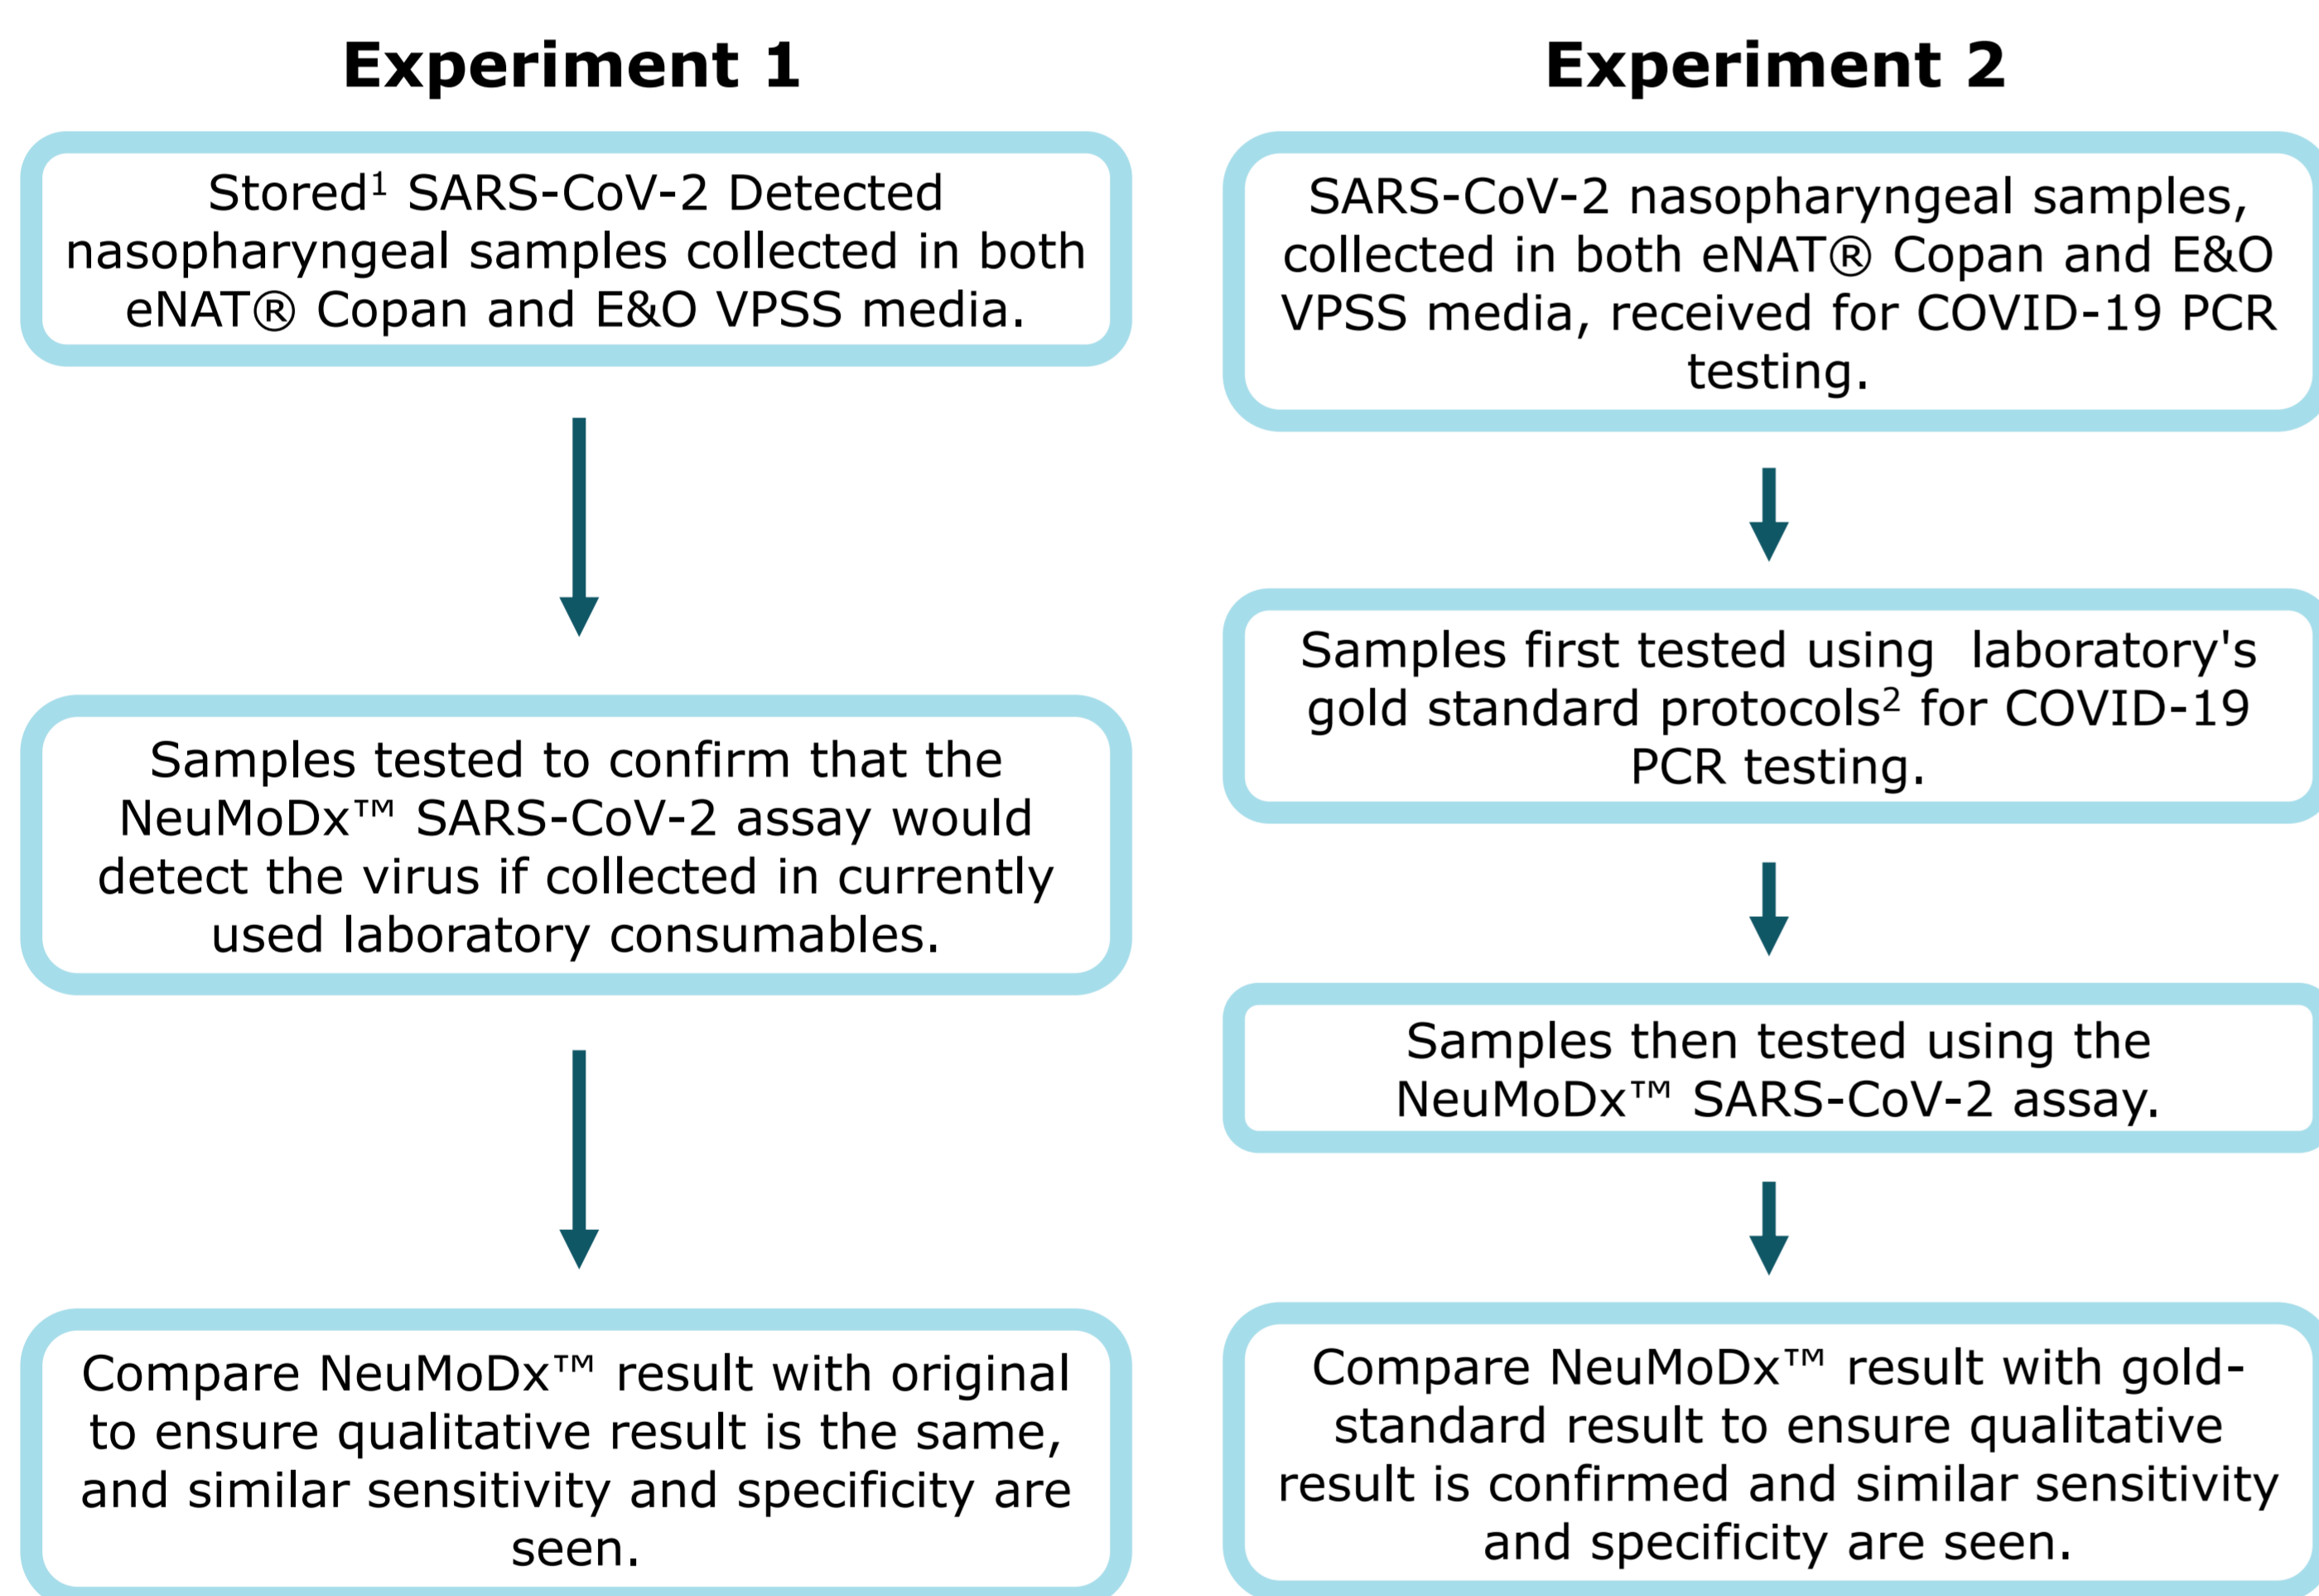 Experiment 1
Stored¹ SARS-CoV-2 Detected
nasopharyngeal samples collected in both
eNAT® Copan and E&O VPSS media.
Samples tested to confirm that the
NeuMoDx™ SARS-CoV-2 assay would
detect the virus if collected in currently
used laboratory consumables.
Compare NeuMoDx™ result with original
to ensure qualitative result is the same,
and similar sensitivity and specificity are
seen.
Experiment 2
SARS-CoV-2 nasopharyngeal samples,
collected in both eNAT® Copan and E&O
VPSS media, received for COVID-19 PCR
testing.
Samples first tested using laboratory's
gold standard protocols² for COVID-19
PCR testing.
Samples then tested using the
NeuMoDx™ SARS-CoV-2 assay.
Compare NeuMoDx™ result with gold-
standard result to ensure qualitative
result is confirmed and similar sensitivity
and specificity are seen.